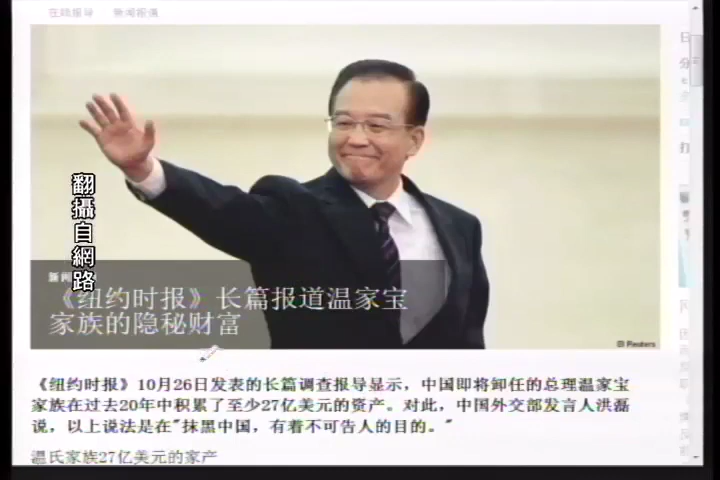 在线报导 新闻报道
翻攝自網路
新闻
《纽约时报》长篇报道温家宝
家族的隐秘财富
Reuters
《纽约时报》10月26日发表的长篇调查报导显示，中国即将卸任的总理温家宝
家族在过去20年中积累了至少27亿美元的资产。对此，中国外交部发言人洪磊
说，以上说法是在"抹黑中国，有着不可告人的目的。"
温氏家族27亿美元的家产